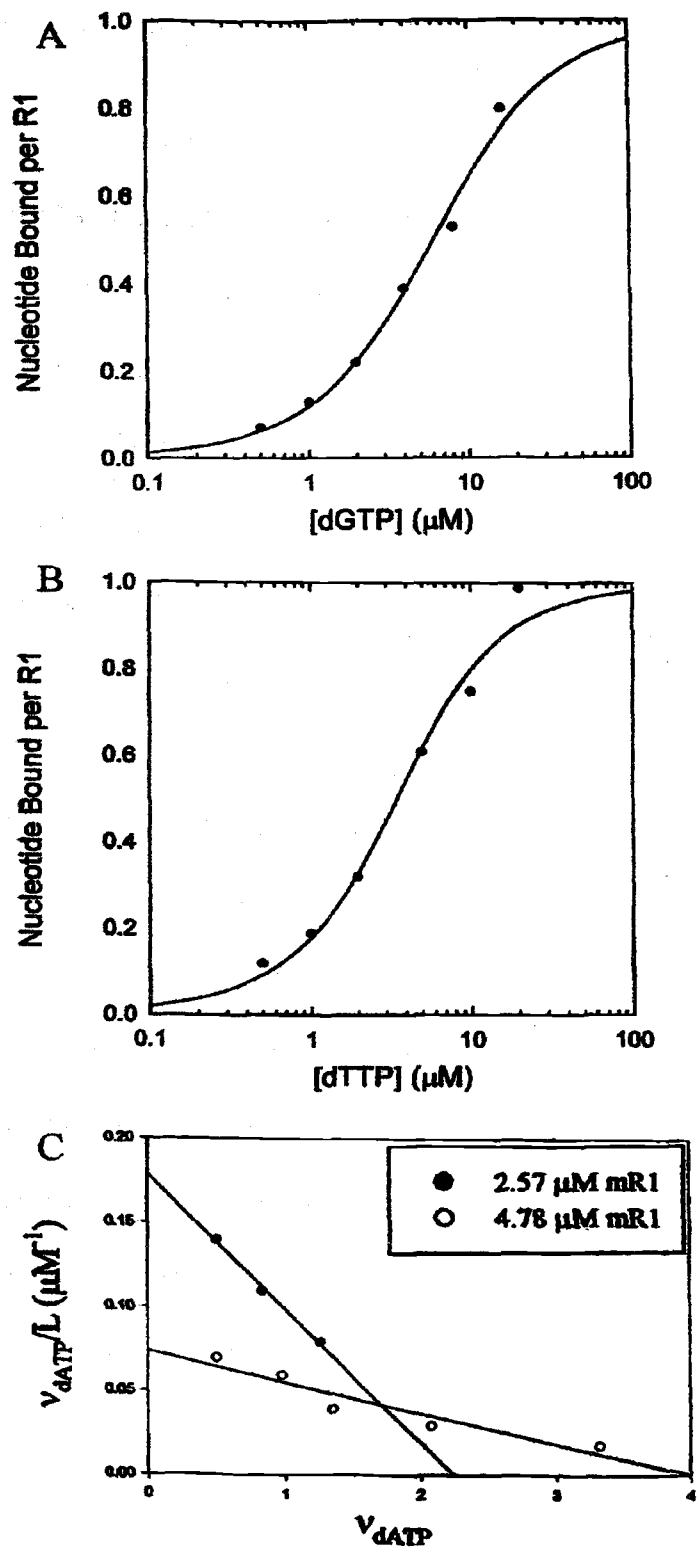 A
Nucleotide Bound per R1
1.0
0.8
0.6
0.4
0.2
0.0
0.1
1
10
100
[dGTP] (μM)
B
Nucleotide Bound per R1
1.0
0.8
0.6
0.4
0.2
0.0
0.1
1
10
100
[dTTP] (μM)
C
ν dATP/L (μM⁻¹)
0.20
0.15
0.10
0.05
0.00
2.57 μM mR1
4.78 μM mR1
0
1
2
3
4
ν dATP